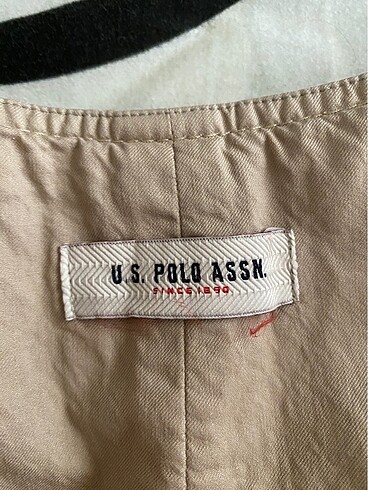 U.S. POLO ASSN.
SINCE 1890